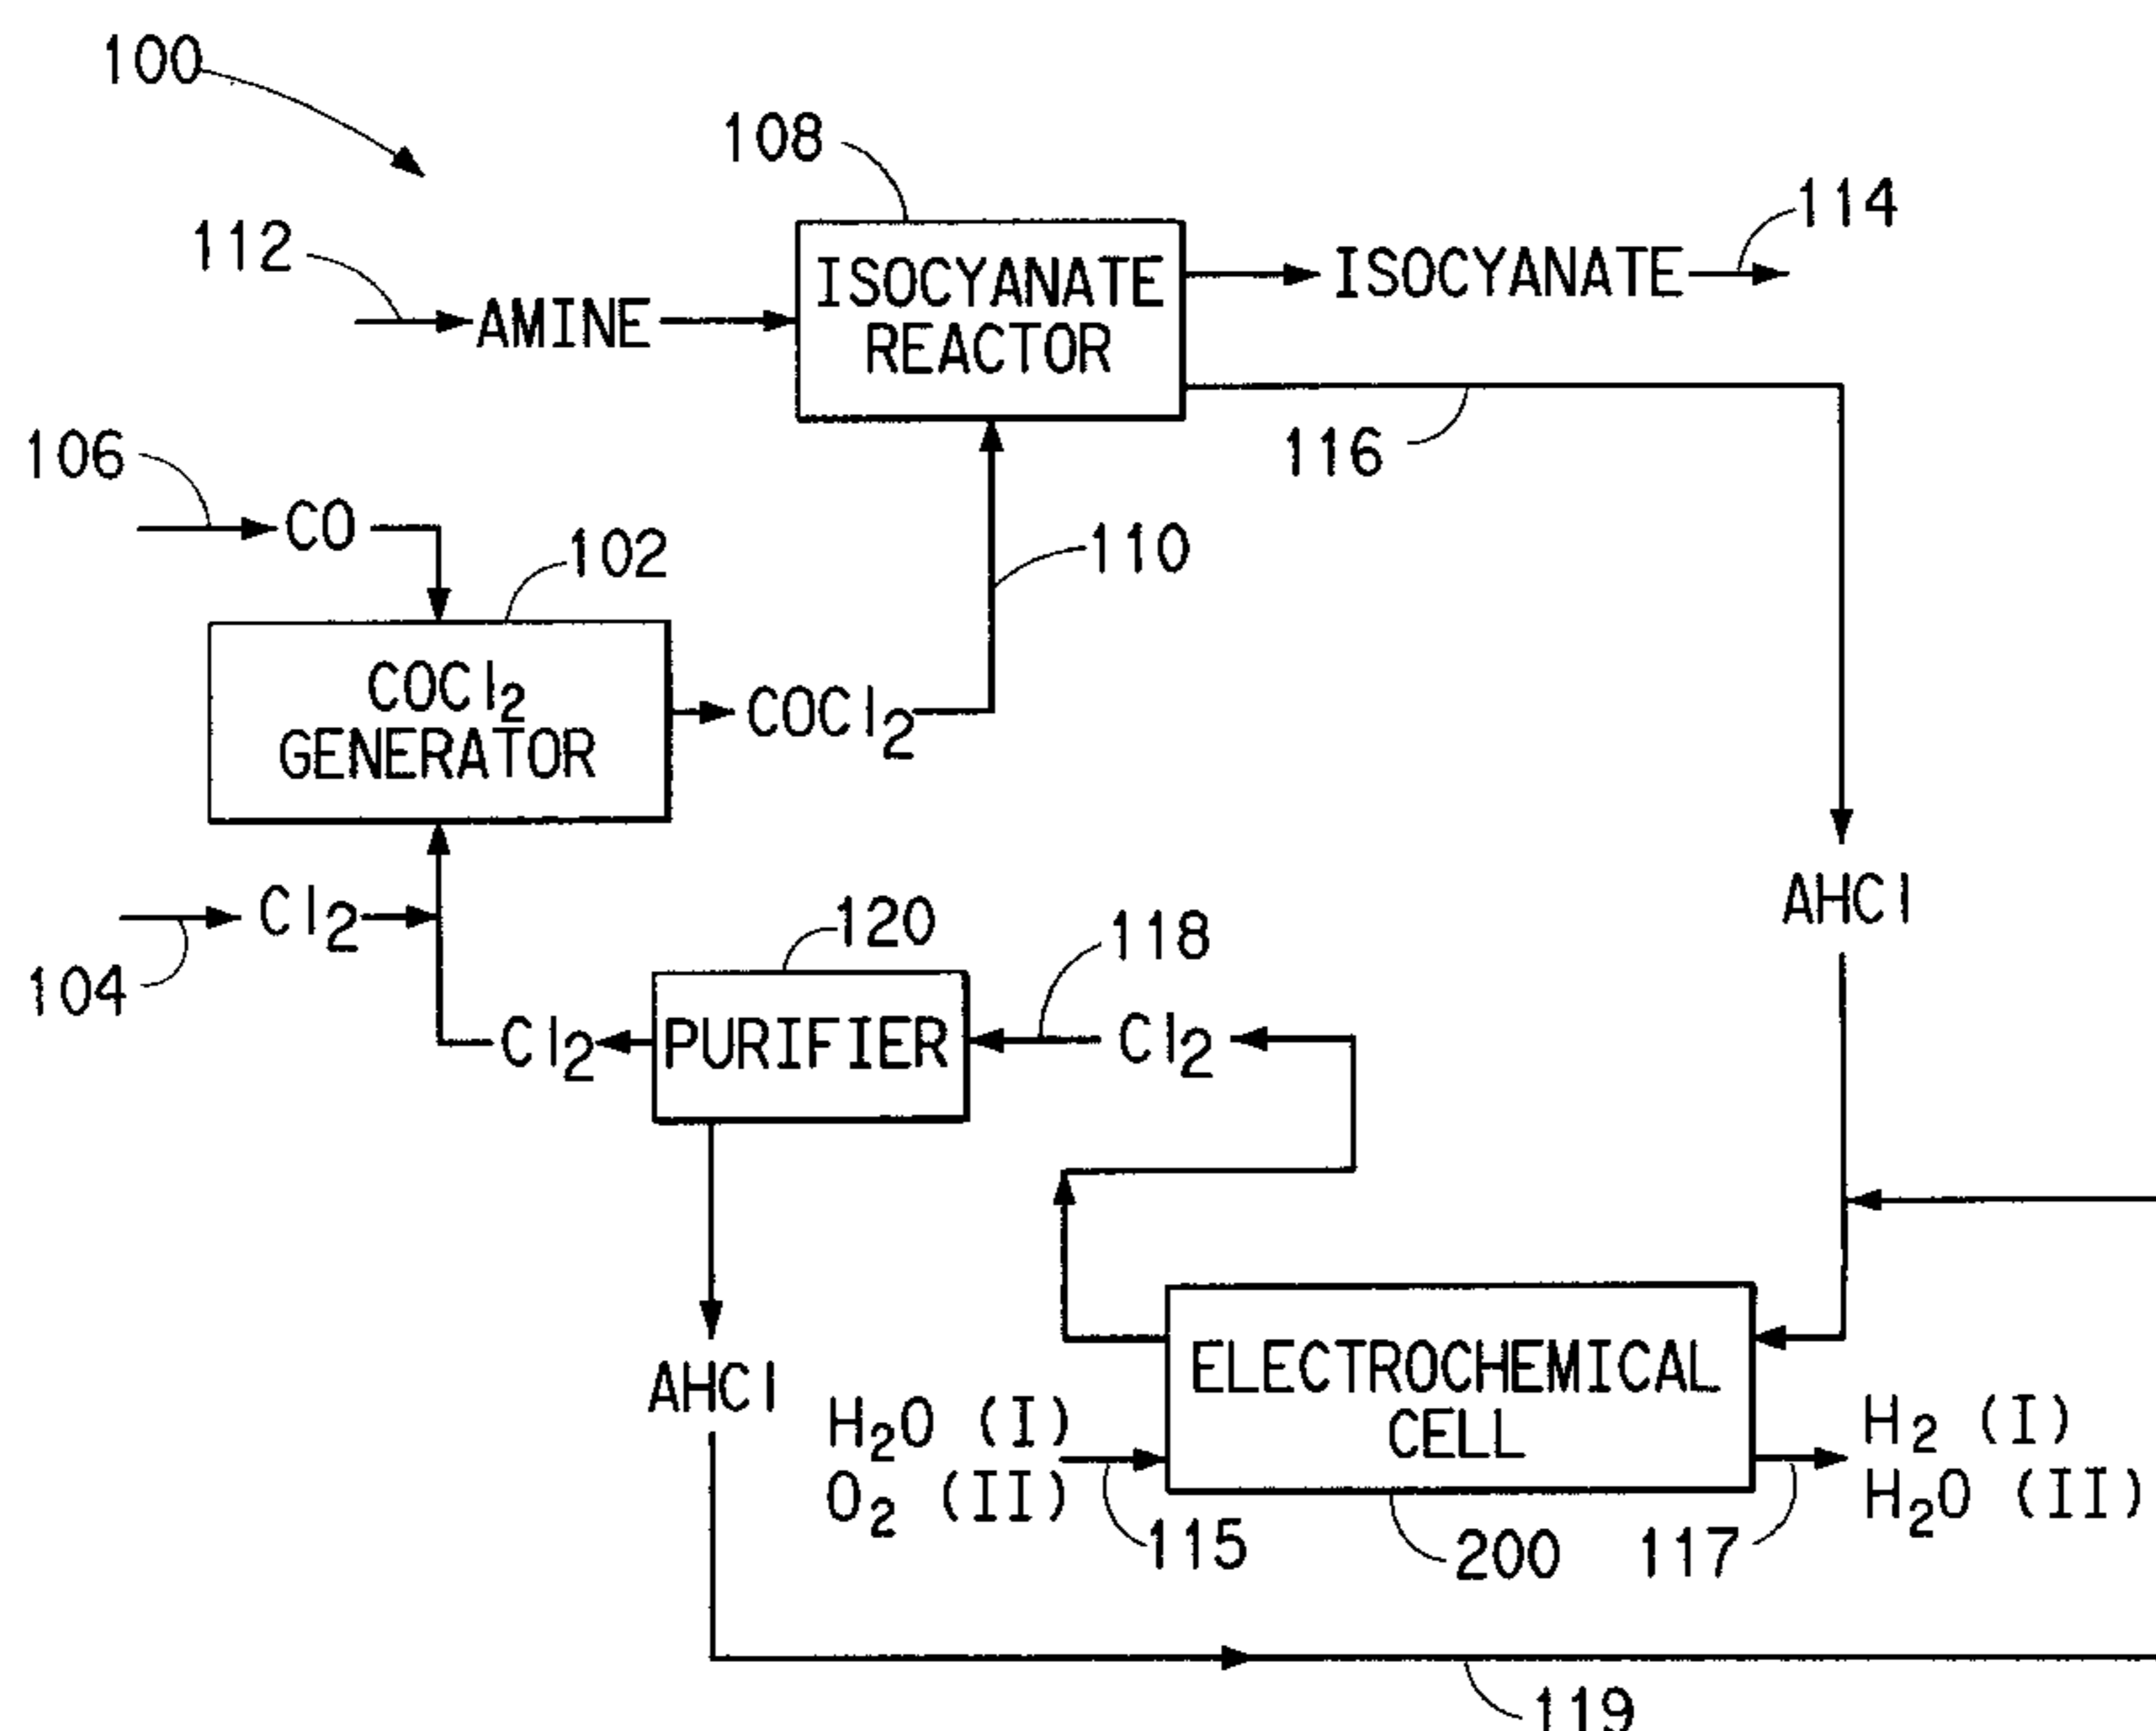 100
108
114
112
ISOCYANATE
REACTOR
ISOCYANATE
AMINE
106
116
CO
102
110
COCl₂
GENERATOR
COCl₂
AHCl
Cl₂
104
120
118
PURIFIER
Cl₂
Cl₂
AHCl
ELECTROCHEMICAL
CELL
H₂O (I)
O₂ (II)
H₂ (I)
H₂O (II)
115
200
117
119